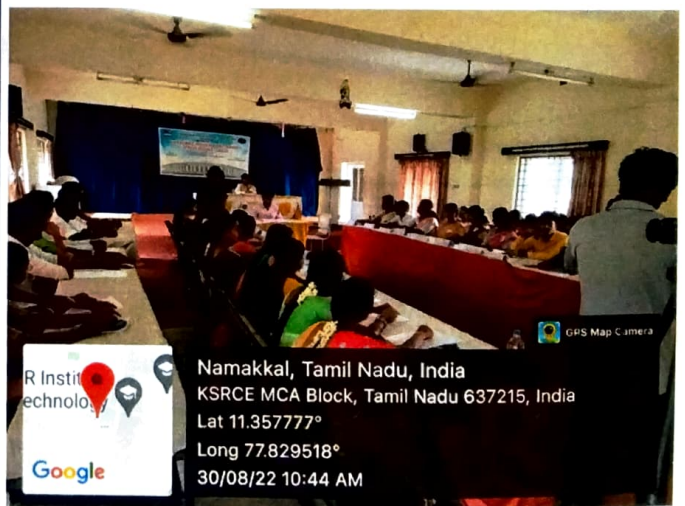 GPS Map Camera
R Instit
echnology
Google
Namakkal, Tamil Nadu, India
KSRCE MCA Block, Tamil Nadu 637215, India
Lat 11.357777°
Long 77.829518°
30/08/22 10:44 AM